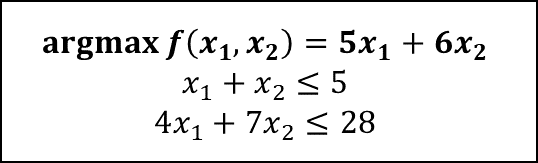 argmax f(x₁, x₂) = 5x₁ + 6x₂
x₁ + x₂ ≤ 5
4x₁ + 7x₂ ≤ 28